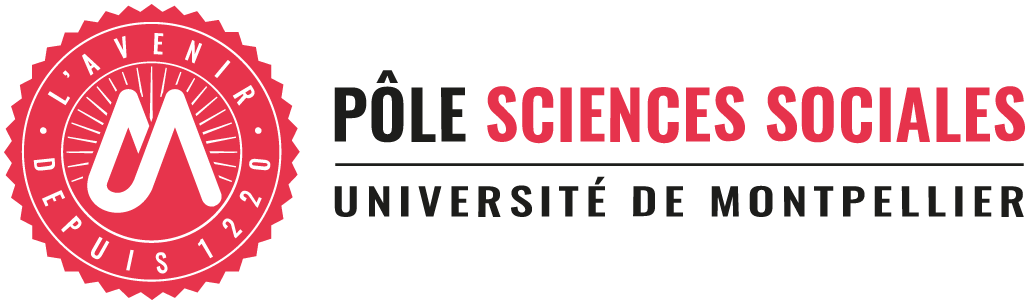 L'AVENIR
DEPUIS 1220
PÔLE SCIENCES SOCIALES
UNIVERSITÉ DE MONTPELLIER